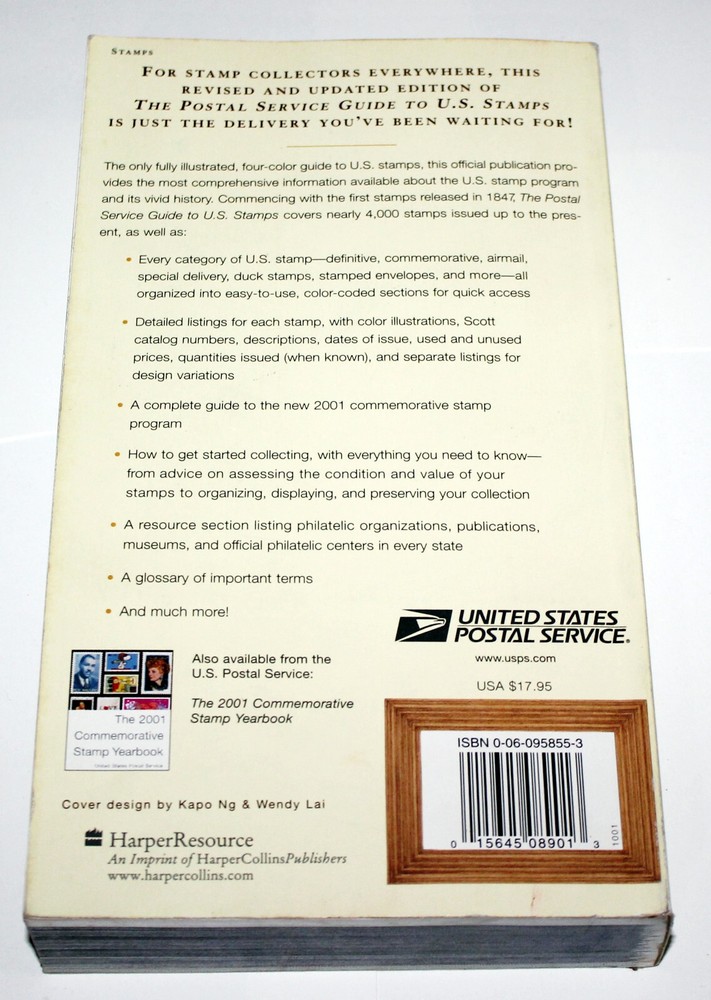 STAMPS
FOR STAMP COLLECTORS EVERYWHERE, THIS
REVISED AND UPDATED EDITION OF
THE POSTAL SERVICE GUIDE TO U.S. STAMPS
IS JUST THE DELIVERY YOU'VE BEEN WAITING FOR!
The only fully illustrated, four-color guide to U.S. stamps, this official publication pro-
vides the most comprehensive information available about the U.S. stamp program
and its vivid history. Commencing with the first stamps released in 1847, The Postal
Service Guide to U.S. Stamps covers nearly 4,000 stamps issued up to the pres-
ent, as well as:
• Every category of U.S. stamp—definitive, commemorative, airmail,
special delivery, duck stamps, stamped envelopes, and more—all
organized into easy-to-use, color-coded sections for quick access
• Detailed listings for each stamp, with color illustrations, Scott
catalog numbers, descriptions, dates of issue, used and unused
prices, quantities issued (when known), and separate listings for
design variations
• A complete guide to the new 2001 commemorative stamp
program
• How to get started collecting, with everything you need to know—
from advice on assessing the condition and value of your
stamps to organizing, displaying, and preserving your collection
• A resource section listing philatelic organizations, publications,
museums, and official philatelic centers in every state
• A glossary of important terms
• And much more!
UNITED STATES
POSTAL SERVICE®
www.usps.com
USA $17.95
Also available from the
U.S. Postal Service:
The 2001 Commemorative
Stamp Yearbook
The 2001
Commemorative
Stamp Yearbook
United States Postal Service
ISBN 0-06-095855-3
0 15645 08901 3
1001
Cover design by Kapo Ng & Wendy Lai
HarperResource
An Imprint of HarperCollinsPublishers
www.harpercollins.com